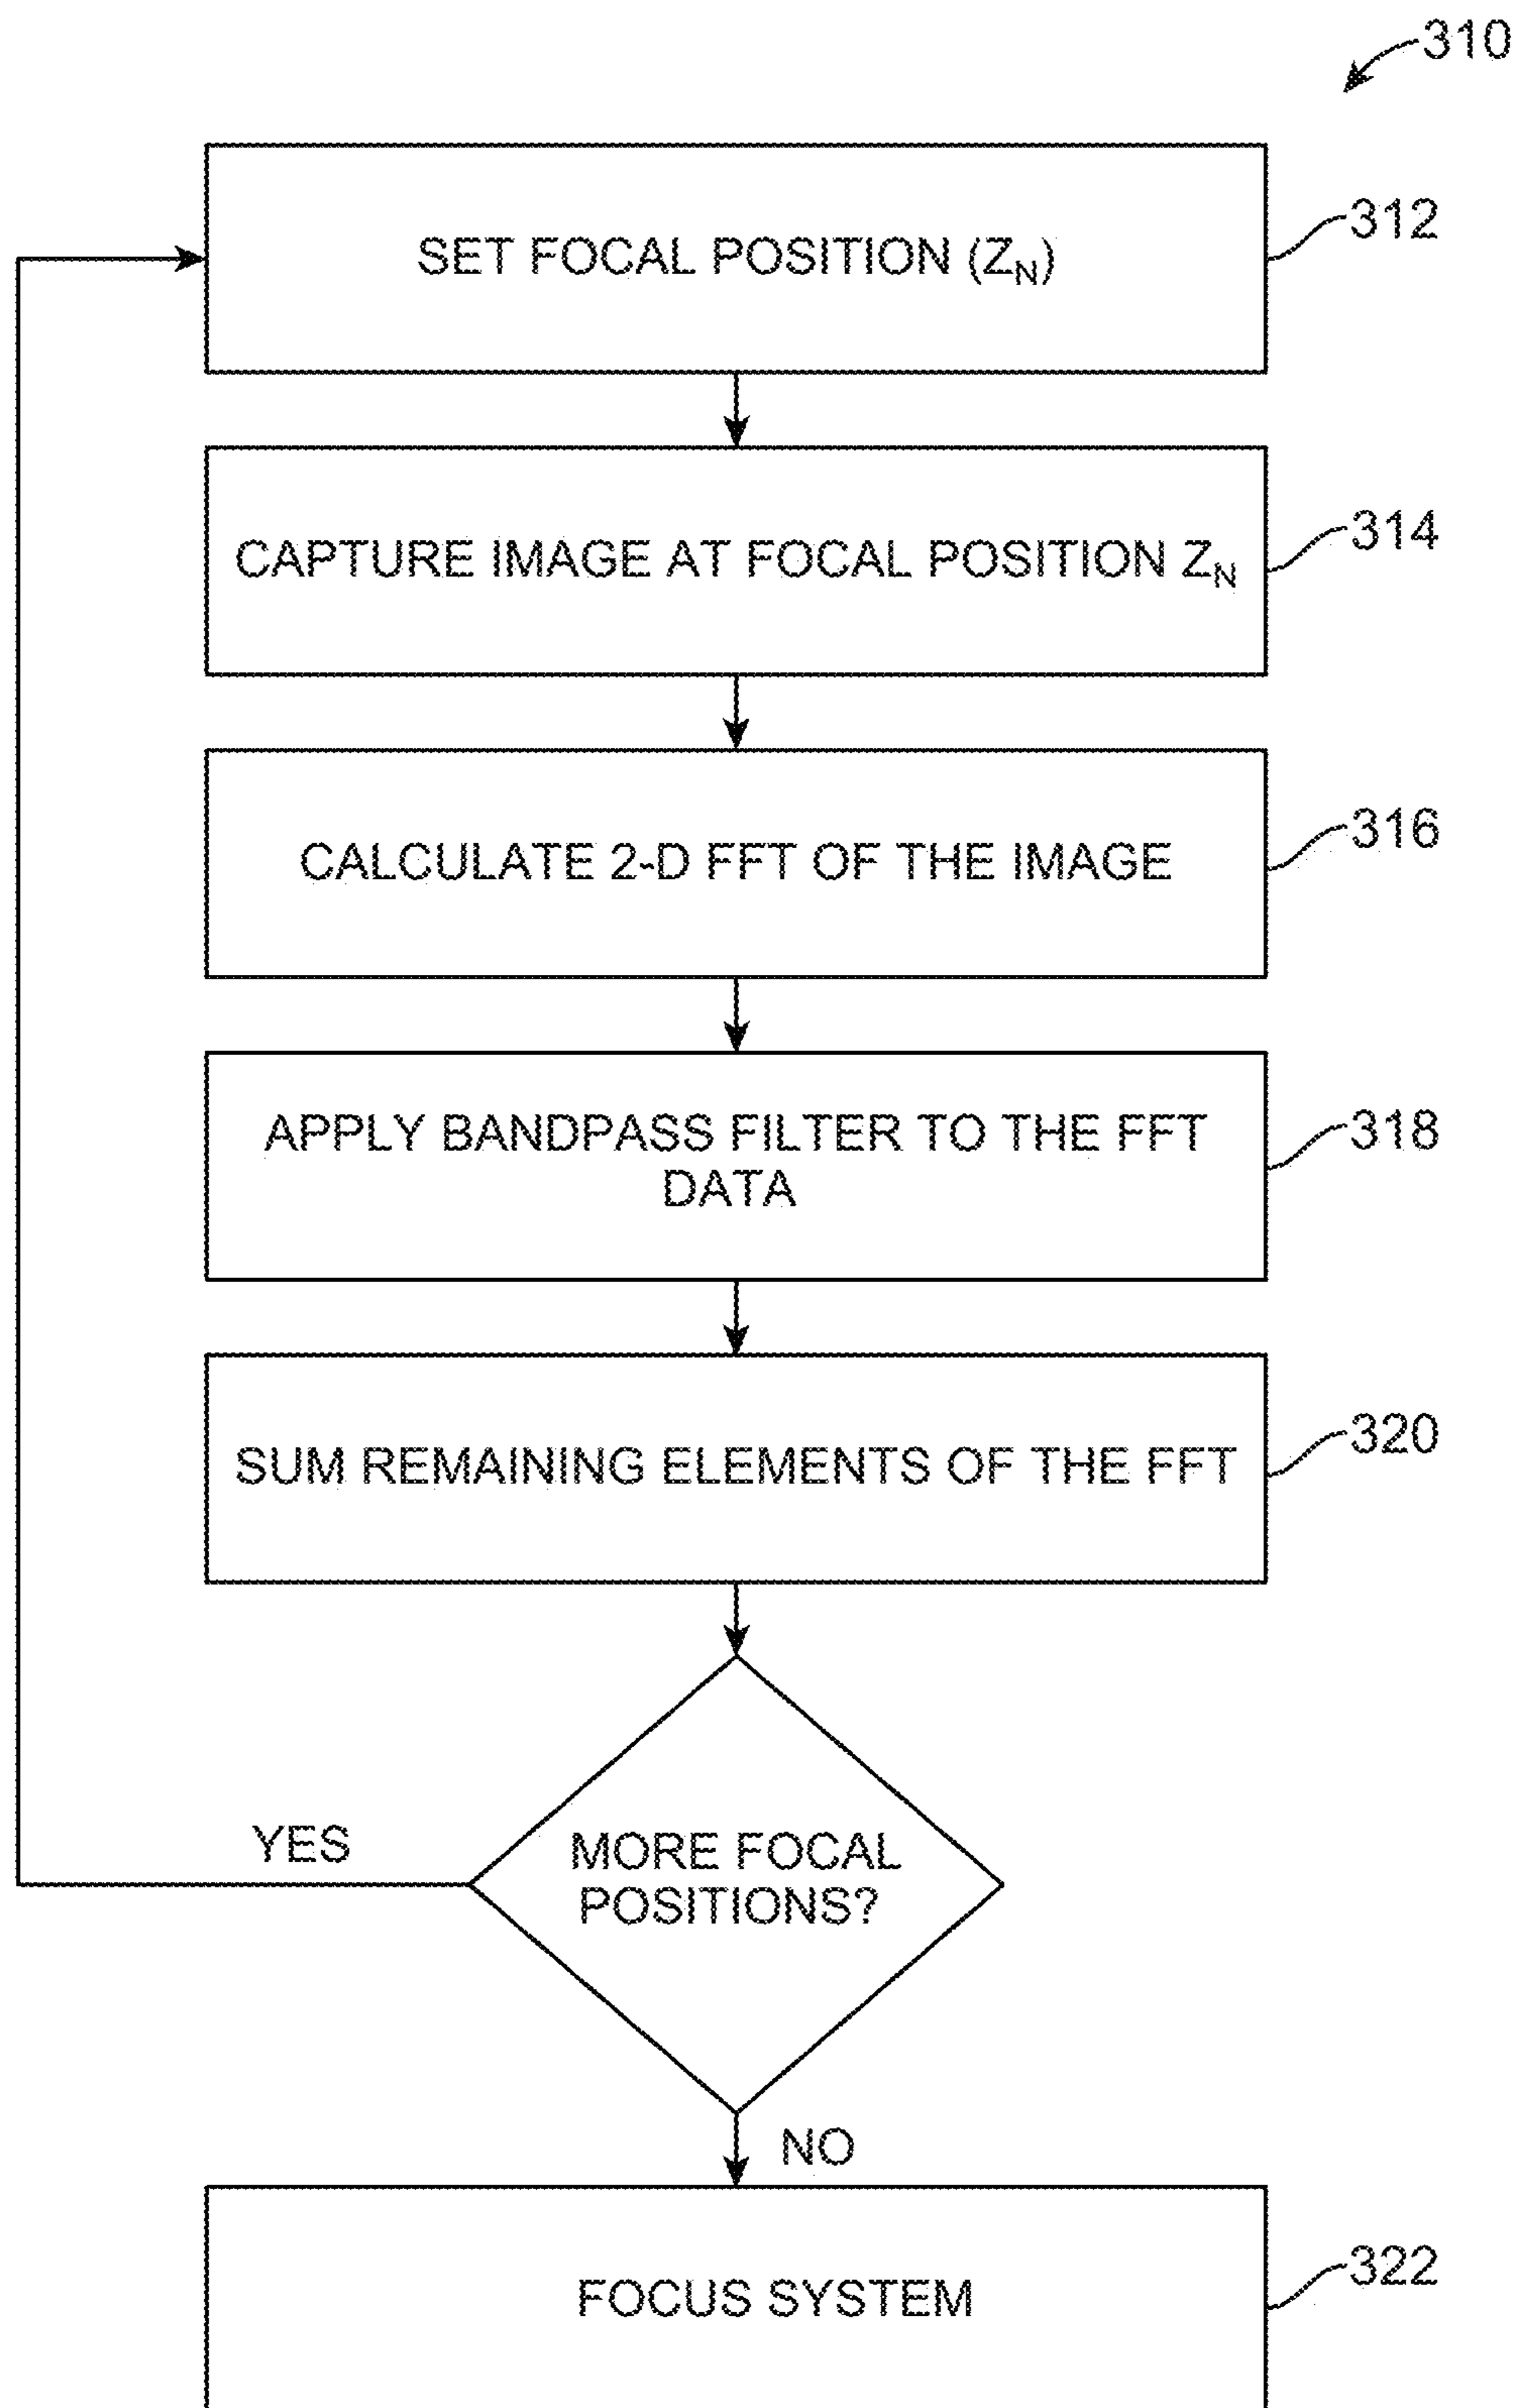 310
SET FOCAL POSITION (Z_N)
312
CAPTURE IMAGE AT FOCAL POSITION Z_N
314
CALCULATE 2-D FFT OF THE IMAGE
316
APPLY BANDPASS FILTER TO THE FFT
DATA
318
SUM REMAINING ELEMENTS OF THE FFT
320
MORE FOCAL
POSITIONS?
YES
NO
FOCUS SYSTEM
322